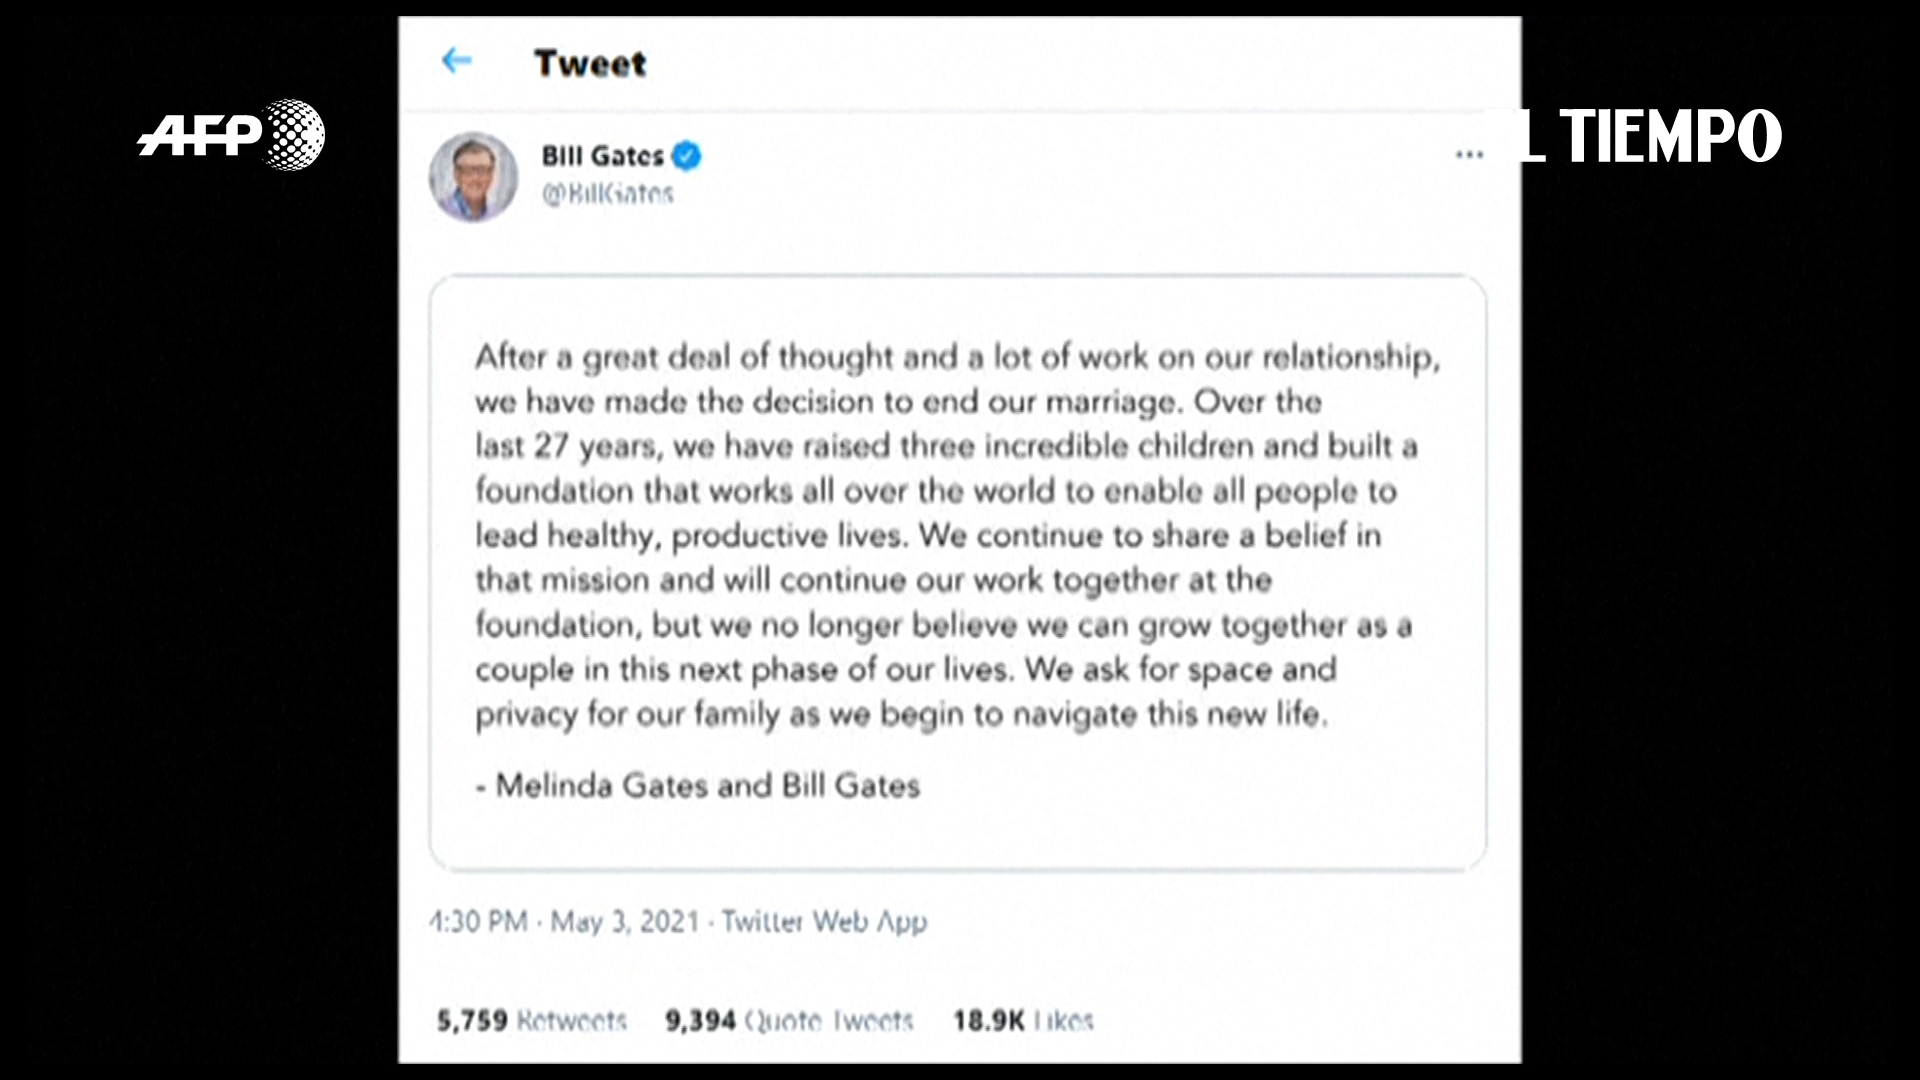 Tweet
AFP
L TIEMPO
Bill Gates
@BillGates
After a great deal of thought and a lot of work on our relationship,
we have made the decision to end our marriage. Over the
last 27 years, we have raised three incredible children and built a
foundation that works all over the world to enable all people to
lead healthy, productive lives. We continue to share a belief in
that mission and will continue our work together at the
foundation, but we no longer believe we can grow together as a
couple in this next phase of our lives. We ask for space and
privacy for our family as we begin to navigate this new life.
- Melinda Gates and Bill Gates
4:30 PM · May 3, 2021 · Twitter Web App
5,759 Retweets 9,394 Quote Tweets 18.9K Likes